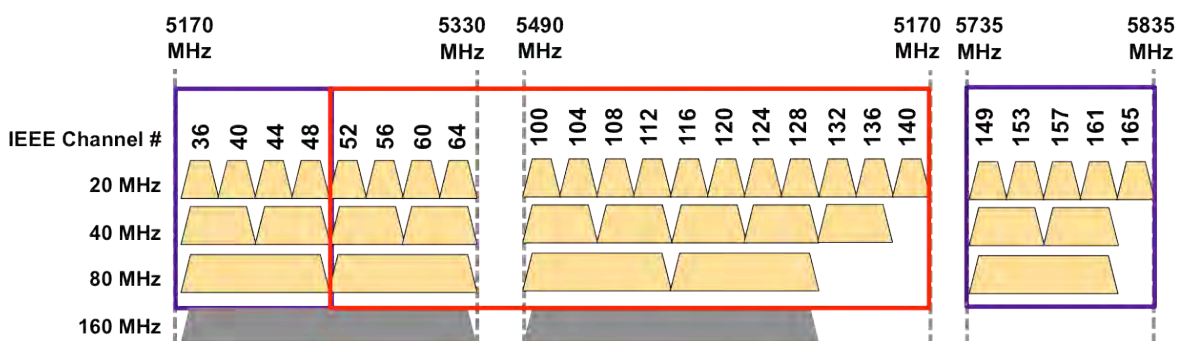 5170 MHz
5330 MHz
5490 MHz
5170 MHz
5735 MHz
5835 MHz
IEEE Channel # 36 40 44 48 52 56 60 64 100 104 108 112 116 120 124 128 132 136 140 149 153 157 161 165
20 MHz
40 MHz
80 MHz
160 MHz